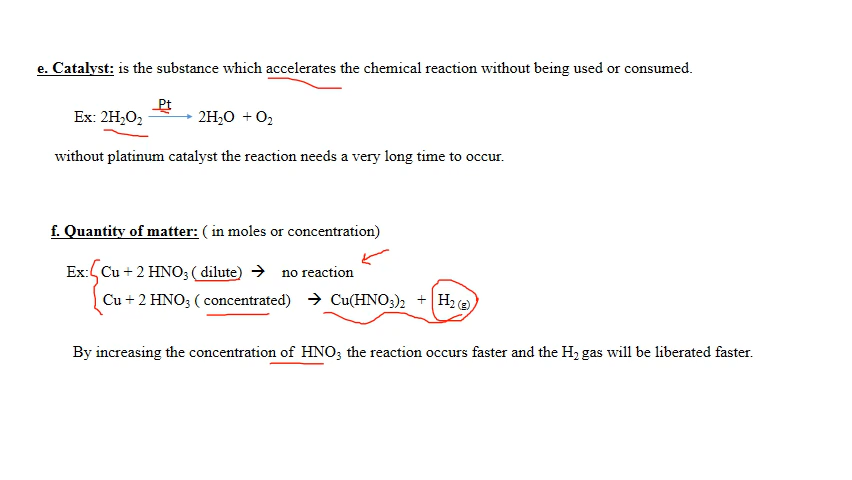 e. Catalyst: is the substance which accelerates the chemical reaction without being used or consumed.
Pt
Ex: 2H₂O₂ → 2H₂O + O₂
without platinum catalyst the reaction needs a very long time to occur.
f. Quantity of matter: ( in moles or concentration)
Ex: Cu + 2 HNO₃ ( dilute) → no reaction
Cu + 2 HNO₃ ( concentrated) → Cu(HNO₃)₂ + H₂ (g)
By increasing the concentration of HNO₃ the reaction occurs faster and the H₂ gas will be liberated faster.